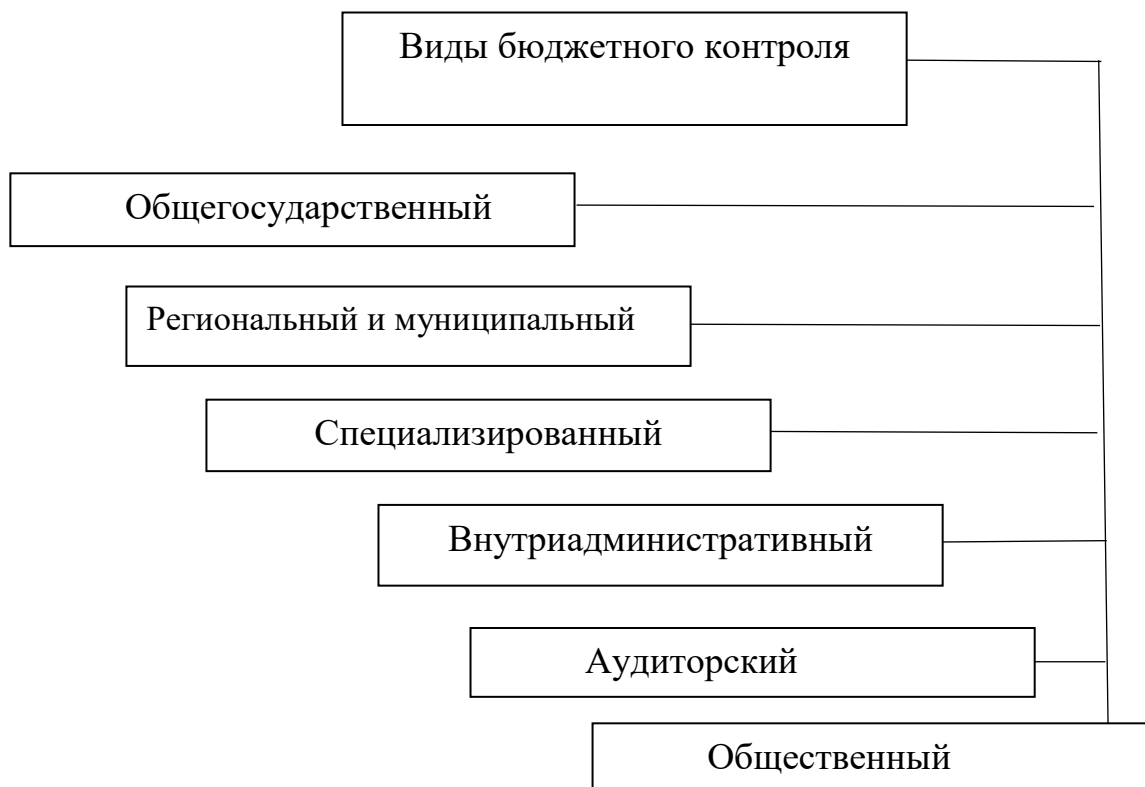 Виды бюджетного контроля
Общегосударственный
Региональный и муниципальный
Специализированный
Внутриадминистративный
Аудиторский
Общественный